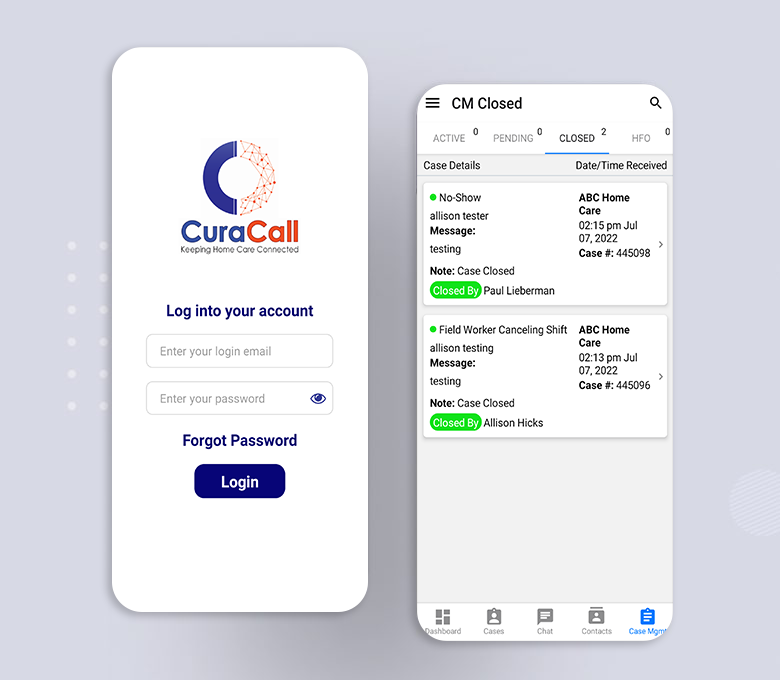 CuraCall
Keeping Home Care Connected
Log into your account
Enter your login email
Enter your password
Forgot Password
Login
CM Closed
ACTIVE 0 PENDING 0 CLOSED 2 HFO 0
Case Details Date/Time Received
No-Show
allison tester
Message:
testing
Note: Case Closed
Closed By Paul Lieberman
ABC Home
Care
02:15 pm Jul
07, 2022
Case #: 445098
Field Worker Canceling Shift
allison testing
Message:
testing
Note: Case Closed
Closed By Allison Hicks
ABC Home
Care
02:13 pm Jul
07, 2022
Case #: 445096
Dashboard Cases Chat Contacts Case Mgmt